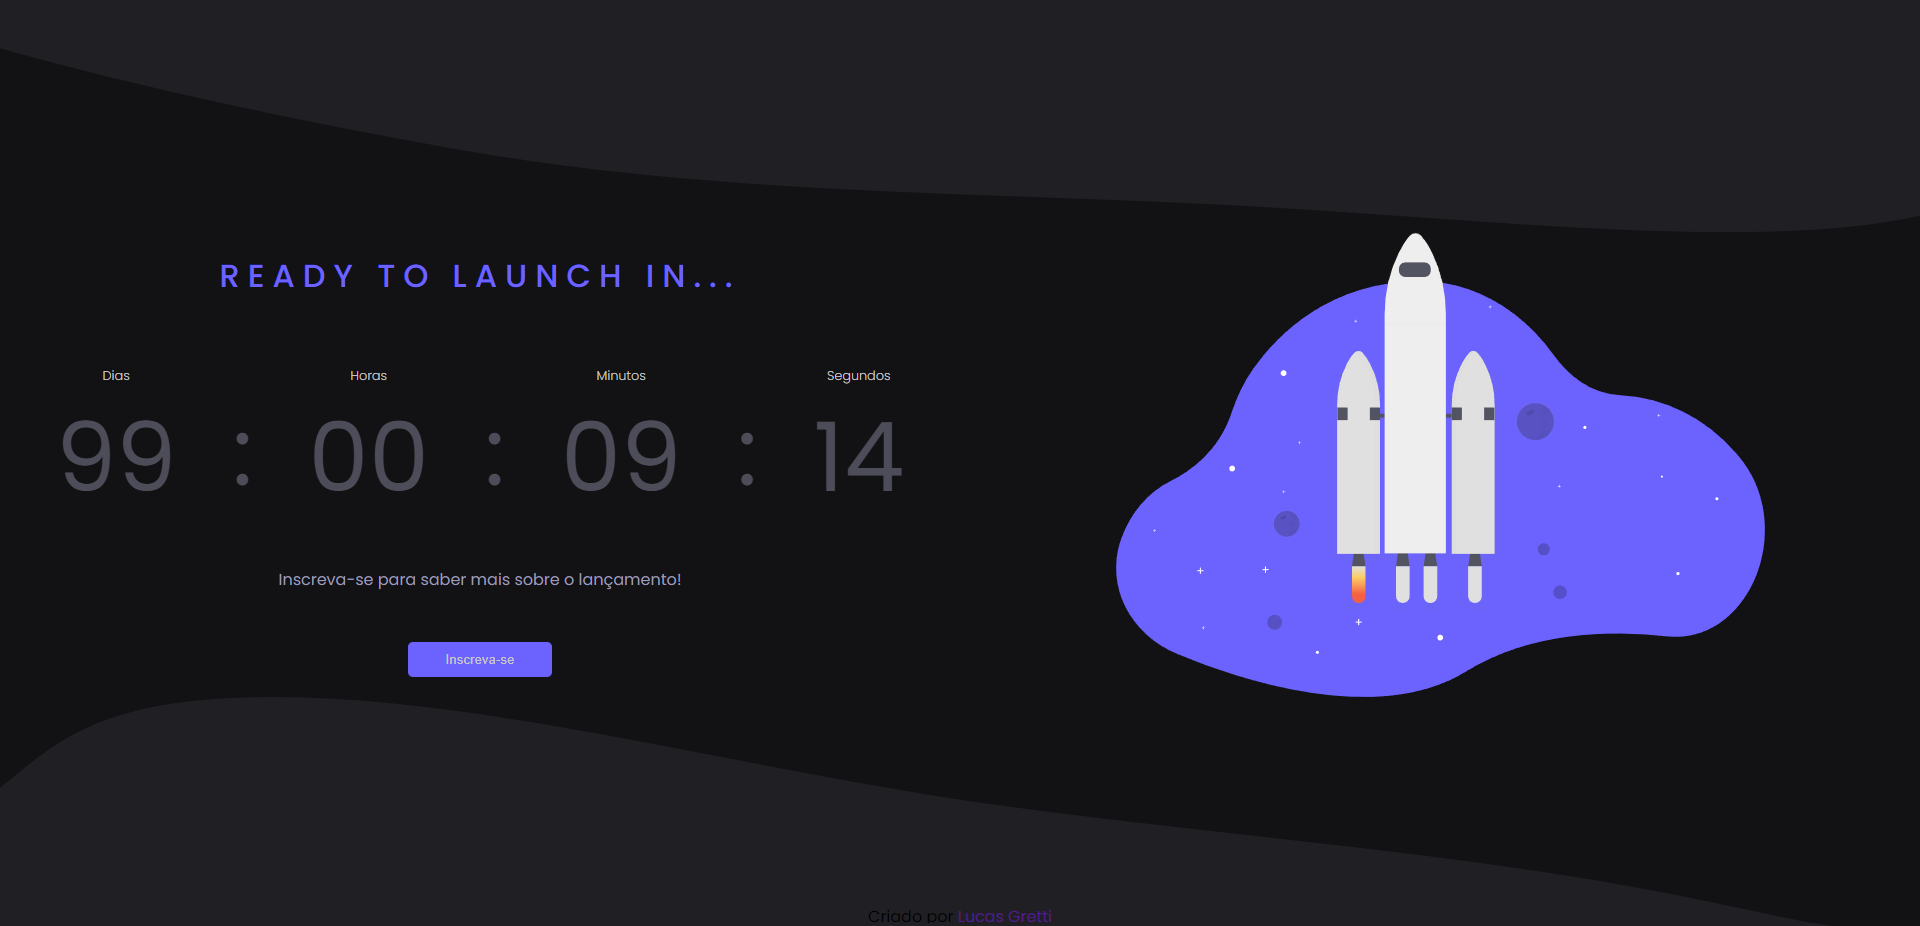 READY TO LAUNCH IN...
Dias Horas Minutos Segundos
99 : 00 : 09 : 14
Inscreva-se para saber mais sobre o lançamento!
Inscreva-se
Criado por Lucas Gretti